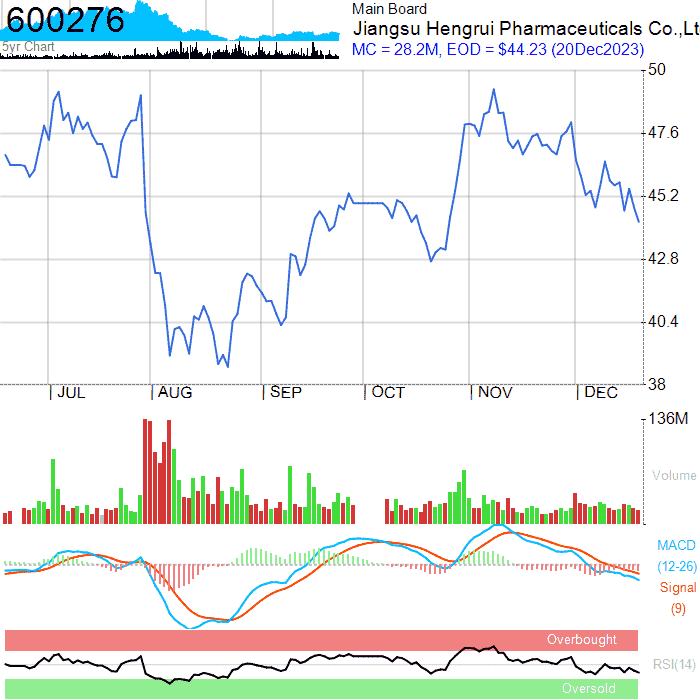 600276
5yr Chart
Main Board
Jiangsu Hengrui Pharmaceuticals Co.,Lt
MC = 28.2M, EOD = $44.23 (20Dec2023)
50
47.6
45.2
42.8
40.4
38
| JUL | AUG | SEP | OCT | NOV | DEC
136M
Volume
MACD
(12-26)
Signal
(9)
Overbought
RSI(14)
Oversold